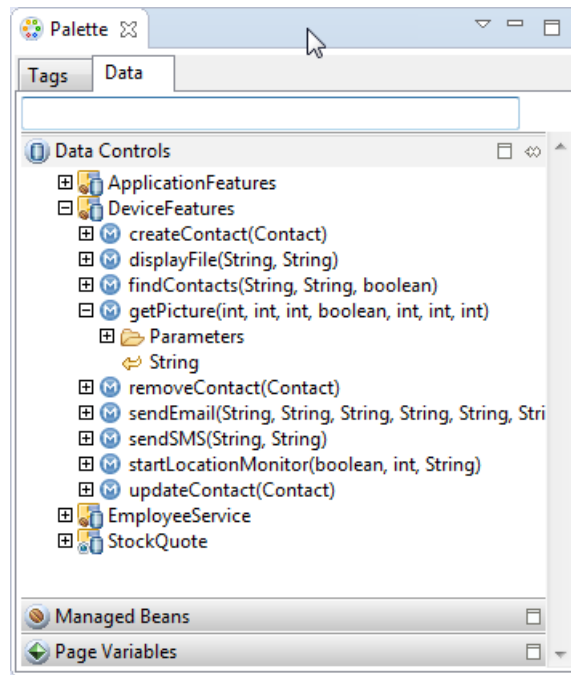 Palette
Tags Data
Data Controls
ApplicationFeatures
DeviceFeatures
createContact(Contact)
displayFile(String, String)
findContacts(String, String, boolean)
getPicture(int, int, int, boolean, int, int, int)
Parameters
String
removeContact(Contact)
sendEmail(String, String, String, String, String, Stri
sendSMS(String, String)
startLocationMonitor(boolean, int, String)
updateContact(Contact)
EmployeeService
StockQuote
Managed Beans
Page Variables